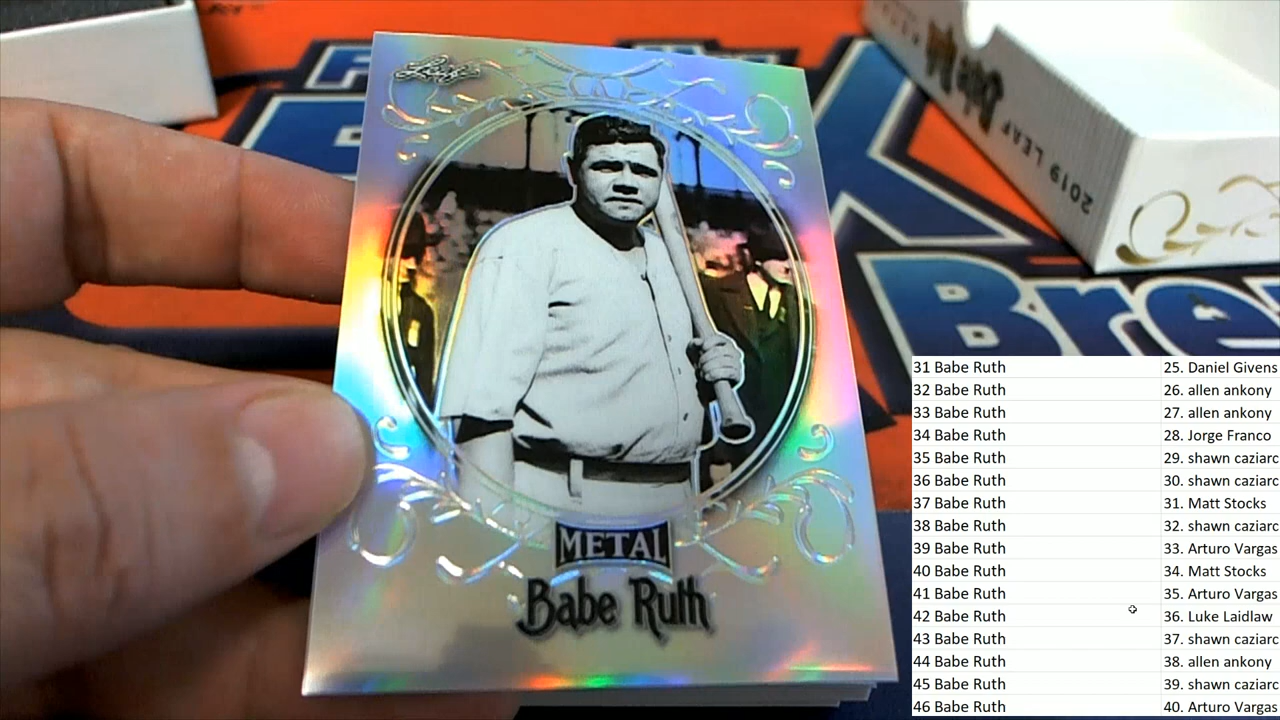 Leaf
METAL
Babe Ruth
2019 LEAF
Bre
31 Babe Ruth 25. Daniel Givens
32 Babe Ruth 26. allen ankony
33 Babe Ruth 27. allen ankony
34 Babe Ruth 28. Jorge Franco
35 Babe Ruth 29. shawn caziarc
36 Babe Ruth 30. shawn caziarc
37 Babe Ruth 31. Matt Stocks
38 Babe Ruth 32. shawn caziarc
39 Babe Ruth 33. Arturo Vargas
40 Babe Ruth 34. Matt Stocks
41 Babe Ruth 35. Arturo Vargas
42 Babe Ruth 36. Luke Laidlaw
43 Babe Ruth 37. shawn caziarc
44 Babe Ruth 38. allen ankony
45 Babe Ruth 39. shawn caziarc
46 Babe Ruth 40. Arturo Vargas